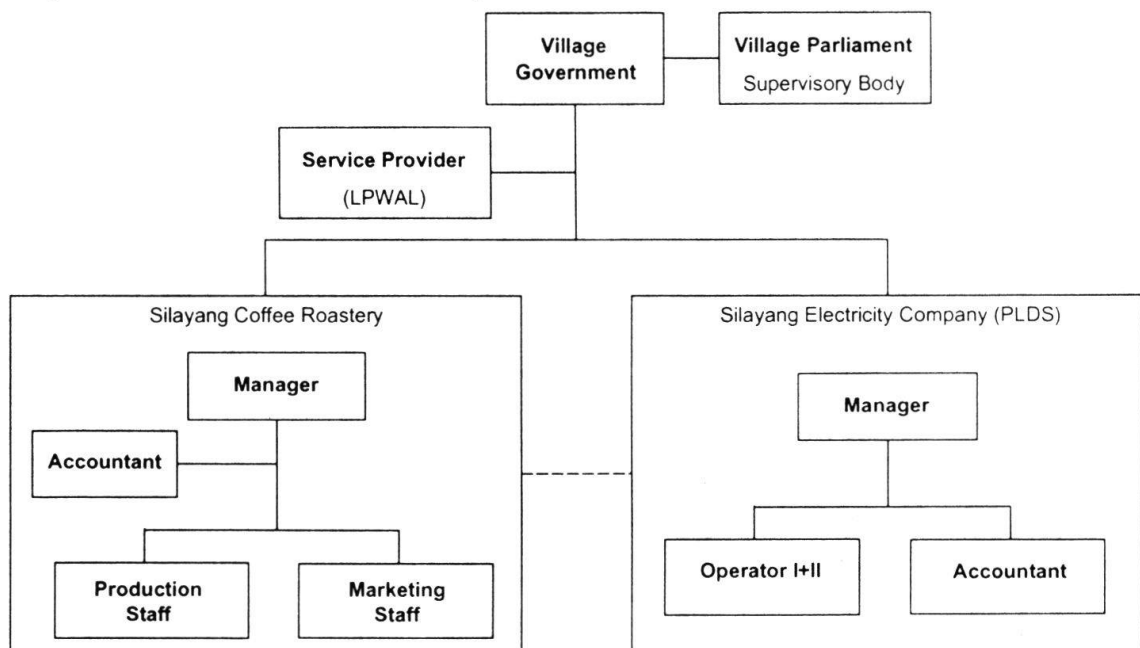 Village
Government
Village Parliament
Supervisory Body
Service Provider
(LPWAL)
Silayang Coffee Roastery
Manager
Accountant
Production
Staff
Marketing
Staff
Silayang Electricity Company (PLDS)
Manager
Operator I+II
Accountant